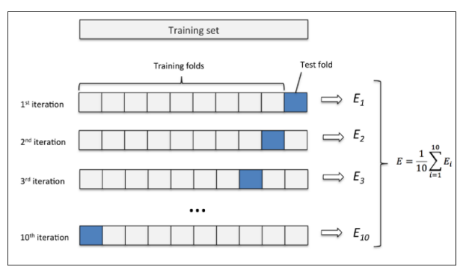 Training set
Training folds
Test fold
1st iteration
E1
2nd iteration
E2
3rd iteration
E3
...
10th iteration
E10
E = 1/10 ∑_{i=1}^{10} Ei